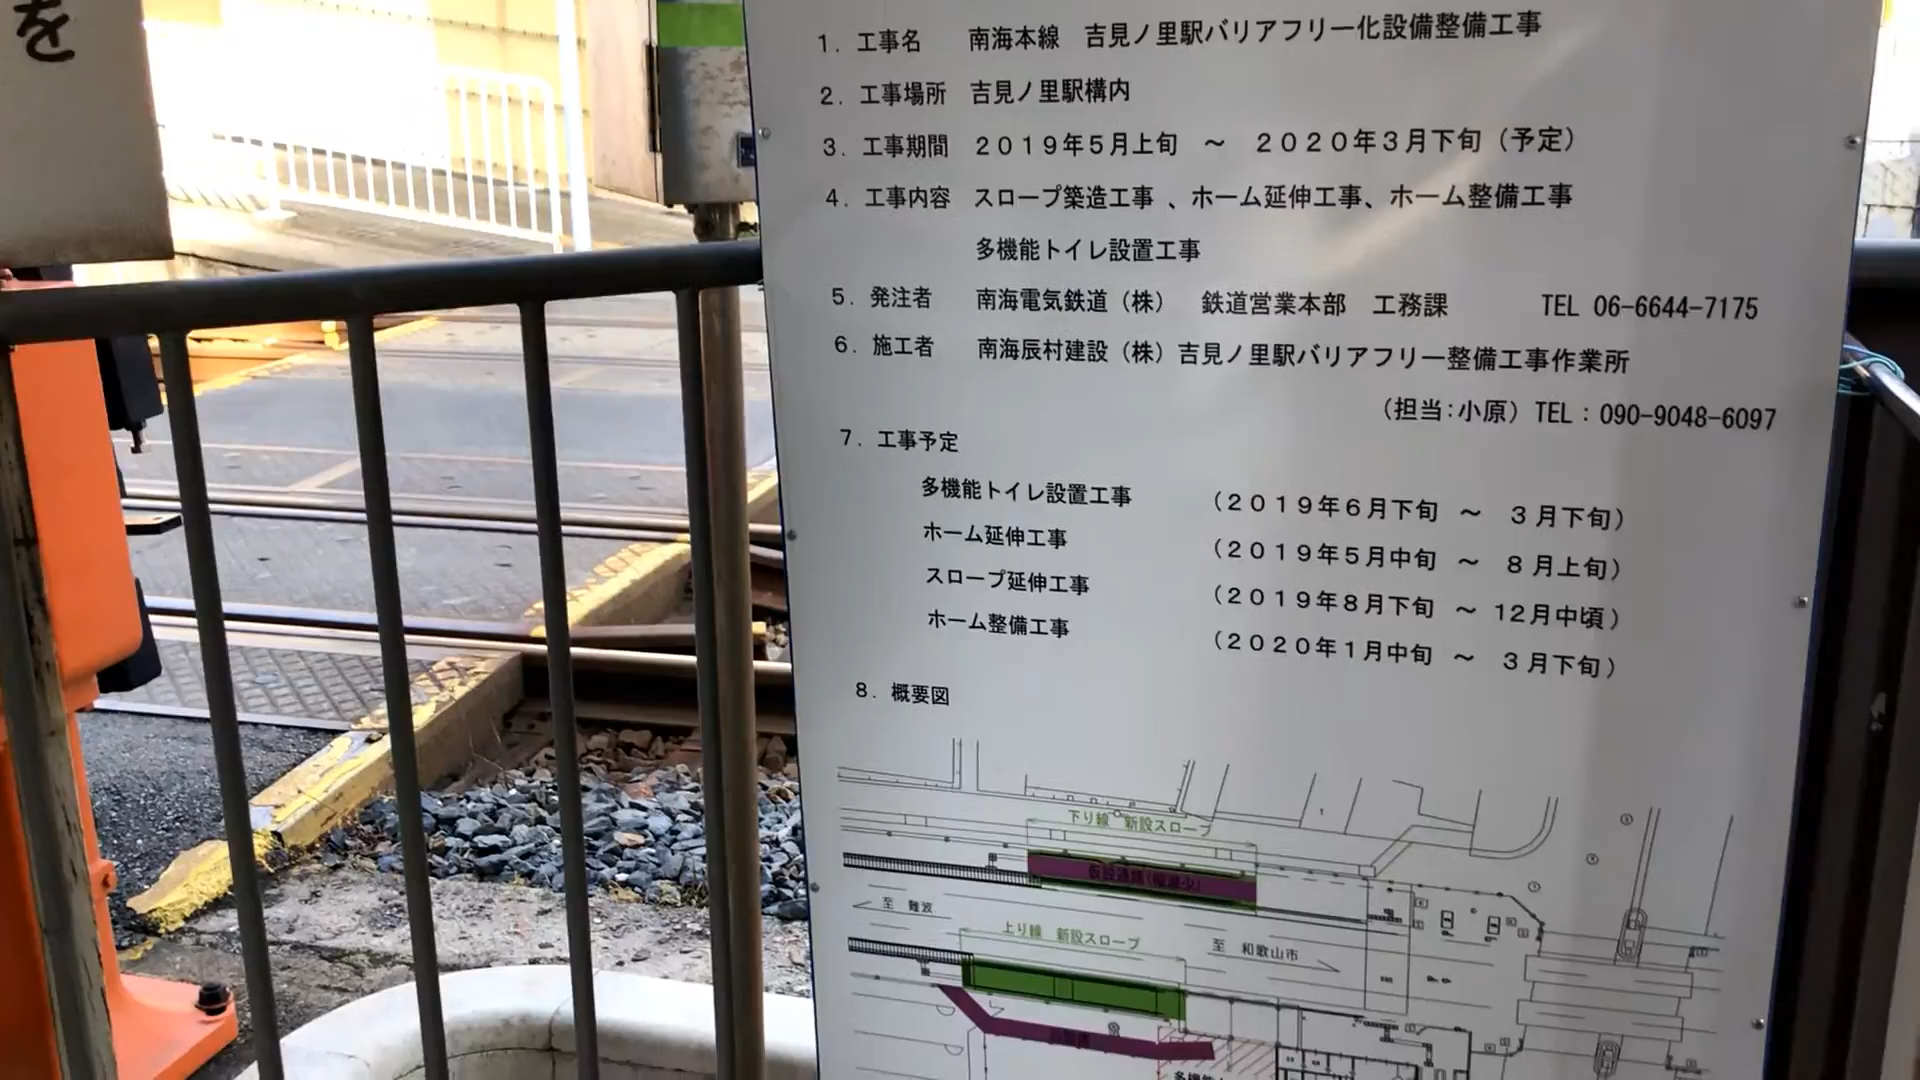 を
1. 工事名 南海本線 吉見ノ里駅バリアフリー化設備整備工事
2. 工事場所 吉見ノ里駅構内
3. 工事期間 2019年5月上旬 ~ 2020年3月下旬(予定)
4. 工事内容 スロープ築造工事、ホーム延伸工事、ホーム整備工事
多機能トイレ設置工事
5. 発注者 南海電気鉄道(株) 鉄道営業本部 工務課 TEL 06-6644-7175
6. 施工者 南海辰村建設(株)吉見ノ里駅バリアフリー整備工事作業所
(担当:小原)TEL:090-9048-6097
7. 工事予定
多機能トイレ設置工事 (2019年6月下旬 ~ 3月下旬)
ホーム延伸工事 (2019年5月中旬 ~ 8月上旬)
スロープ延伸工事 (2019年8月下旬 ~ 12月中頃)
ホーム整備工事 (2020年1月中旬 ~ 3月下旬)
8. 概要図
下り線 新設スロープ
仮設通路(幅減少)
至 難波
上り線 新設スロープ
至 和歌山市
多機能